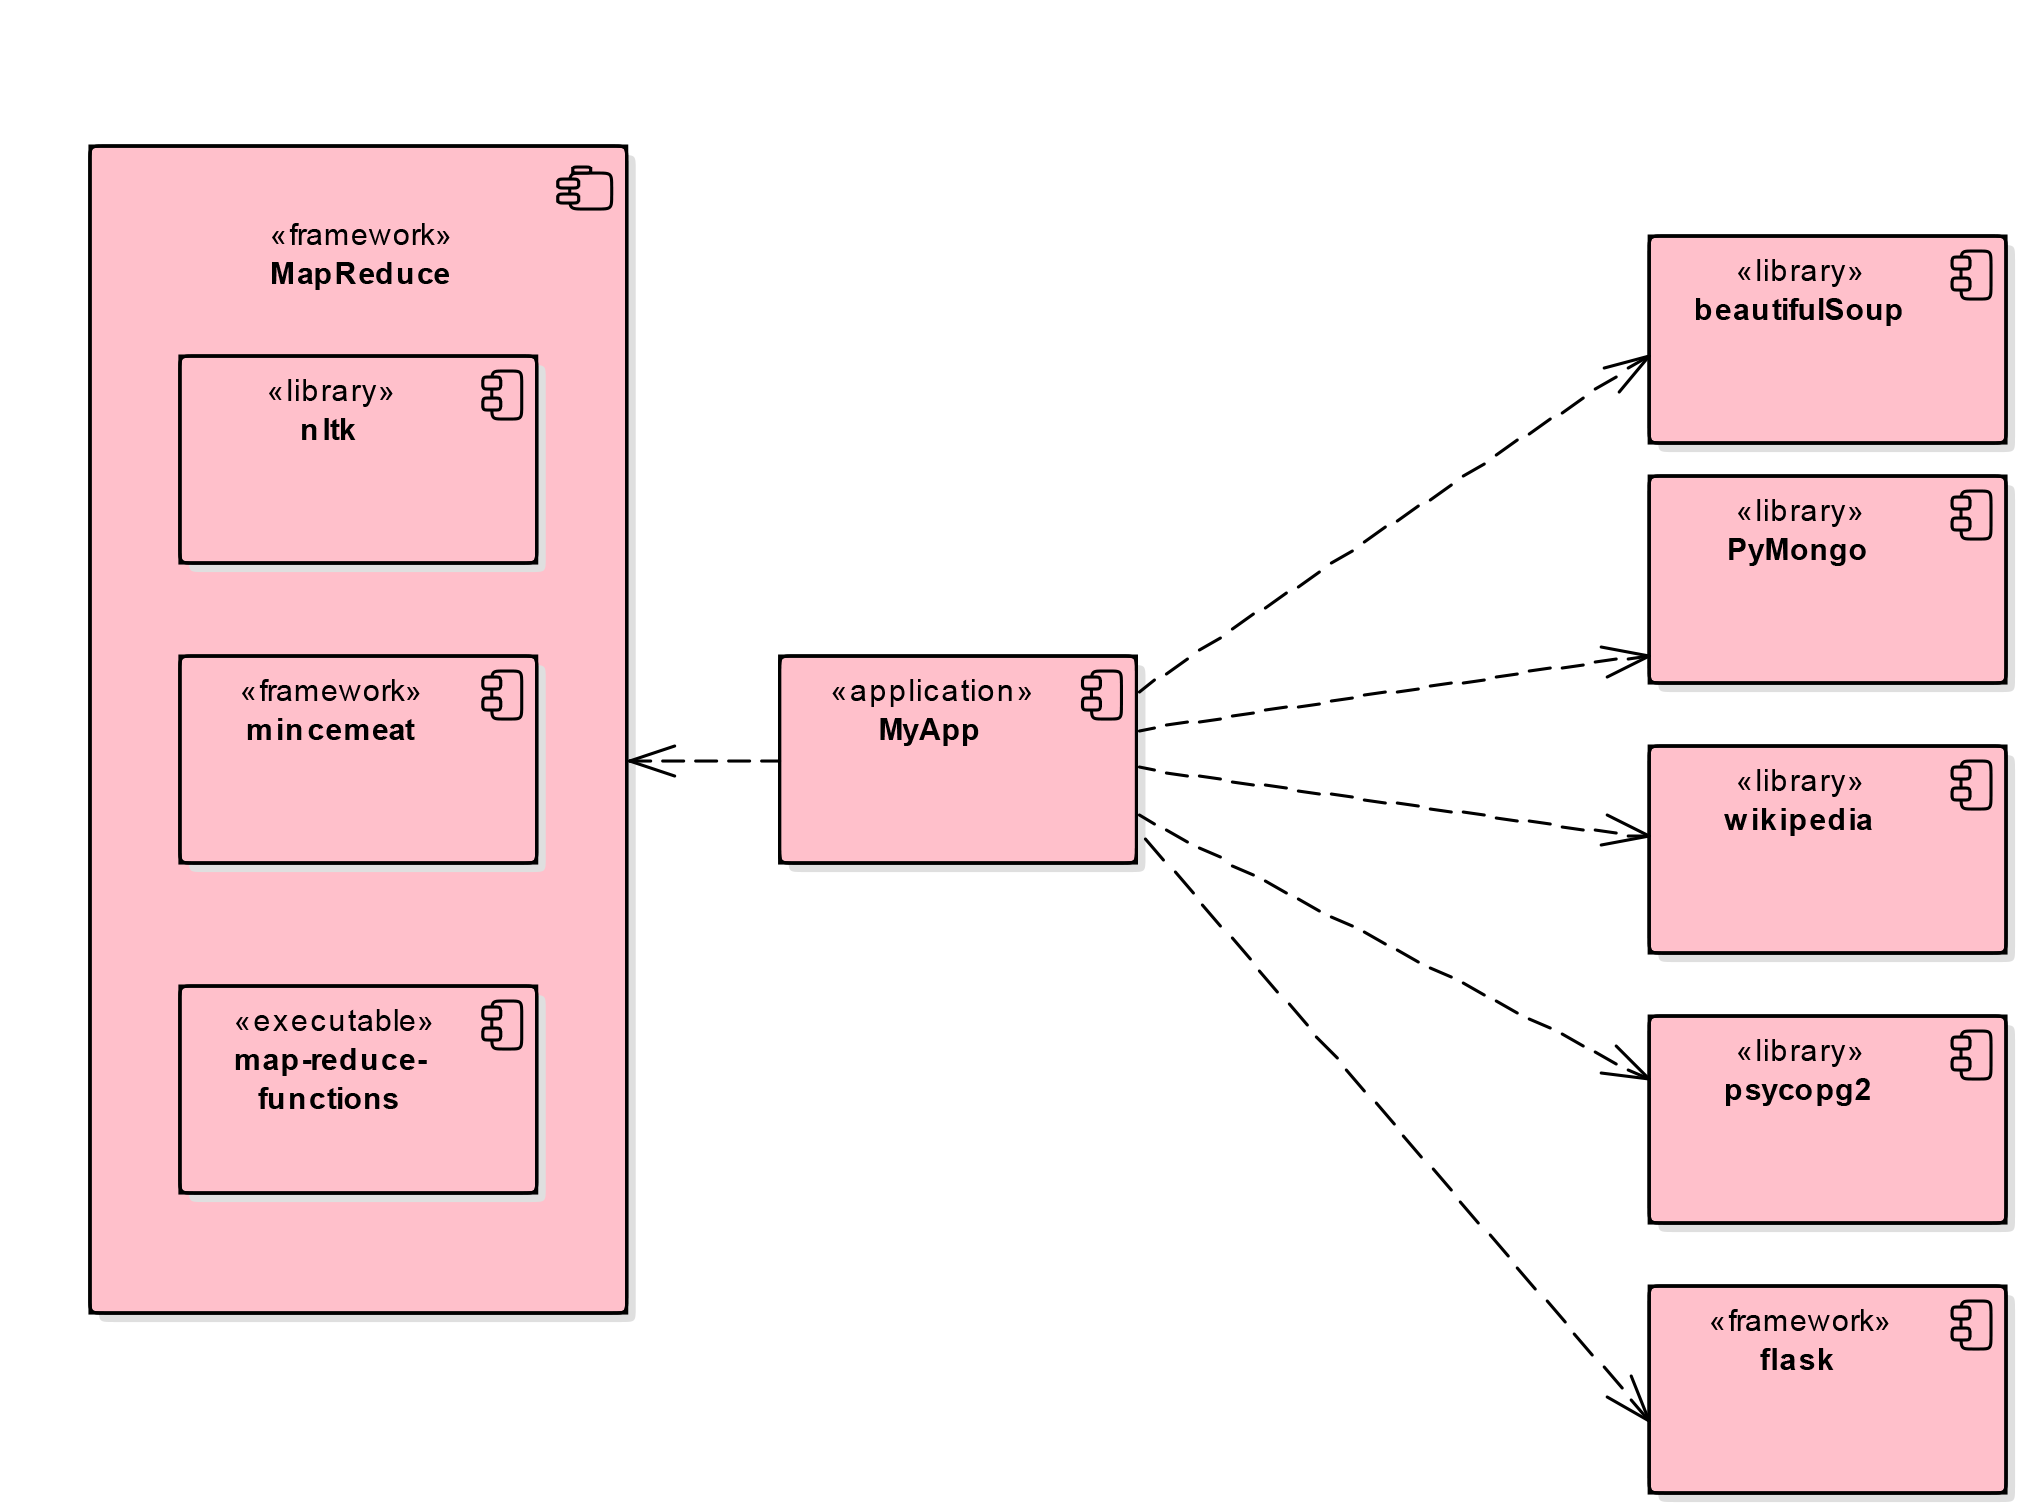 «framework»
MapReduce
«library»
nltk
«framework»
mincemeat
«executable»
map-reduce-
functions
«application»
MyApp
«library»
beautifulSoup
«library»
PyMongo
«library»
wikipedia
«library»
psycopg2
«framework»
flask